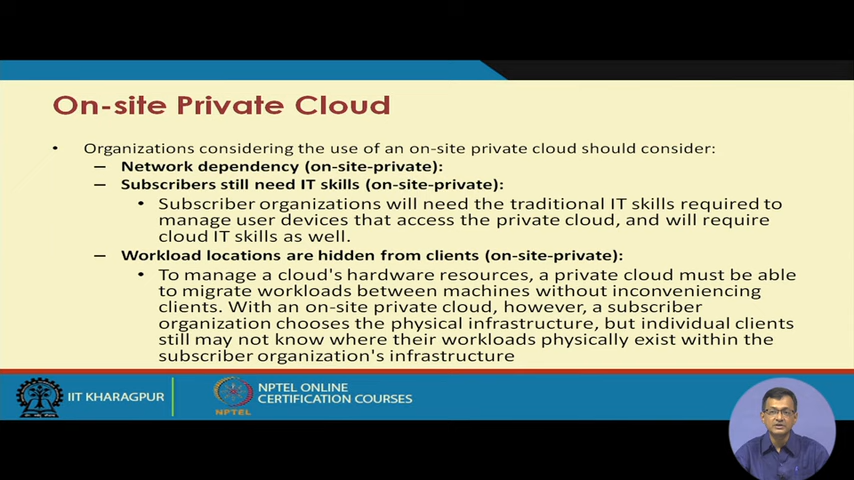 On-site Private Cloud
• Organizations considering the use of an on-site private cloud should consider:
– Network dependency (on-site-private):
– Subscribers still need IT skills (on-site-private):
• Subscriber organizations will need the traditional IT skills required to
manage user devices that access the private cloud, and will require
cloud IT skills as well.
– Workload locations are hidden from clients (on-site-private):
• To manage a cloud's hardware resources, a private cloud must be able
to migrate workloads between machines without inconveniencing
clients. With an on-site private cloud, however, a subscriber
organization chooses the physical infrastructure, but individual clients
still may not know where their workloads physically exist within the
subscriber organization's infrastructure
IIT KHARAGPUR
NPTEL
NPTEL ONLINE
CERTIFICATION COURSES